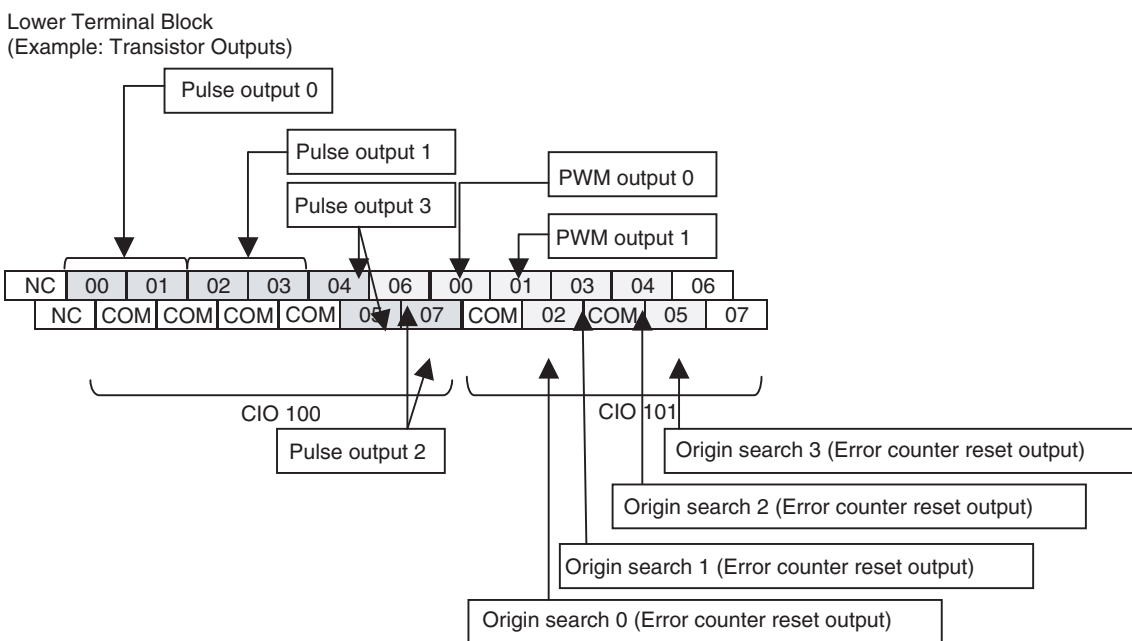 Lower Terminal Block
(Example: Transistor Outputs)
Pulse output 0
Pulse output 1
PWM output 0
Pulse output 3
PWM output 1
NC 00 01 02 03 04 06 00 01 03 04 06
NC COM COM COM COM 05 07 COM 02 COM 05 07
CIO 100 CIO 101
Pulse output 2
Origin search 3 (Error counter reset output)
Origin search 2 (Error counter reset output)
Origin search 1 (Error counter reset output)
Origin search 0 (Error counter reset output)